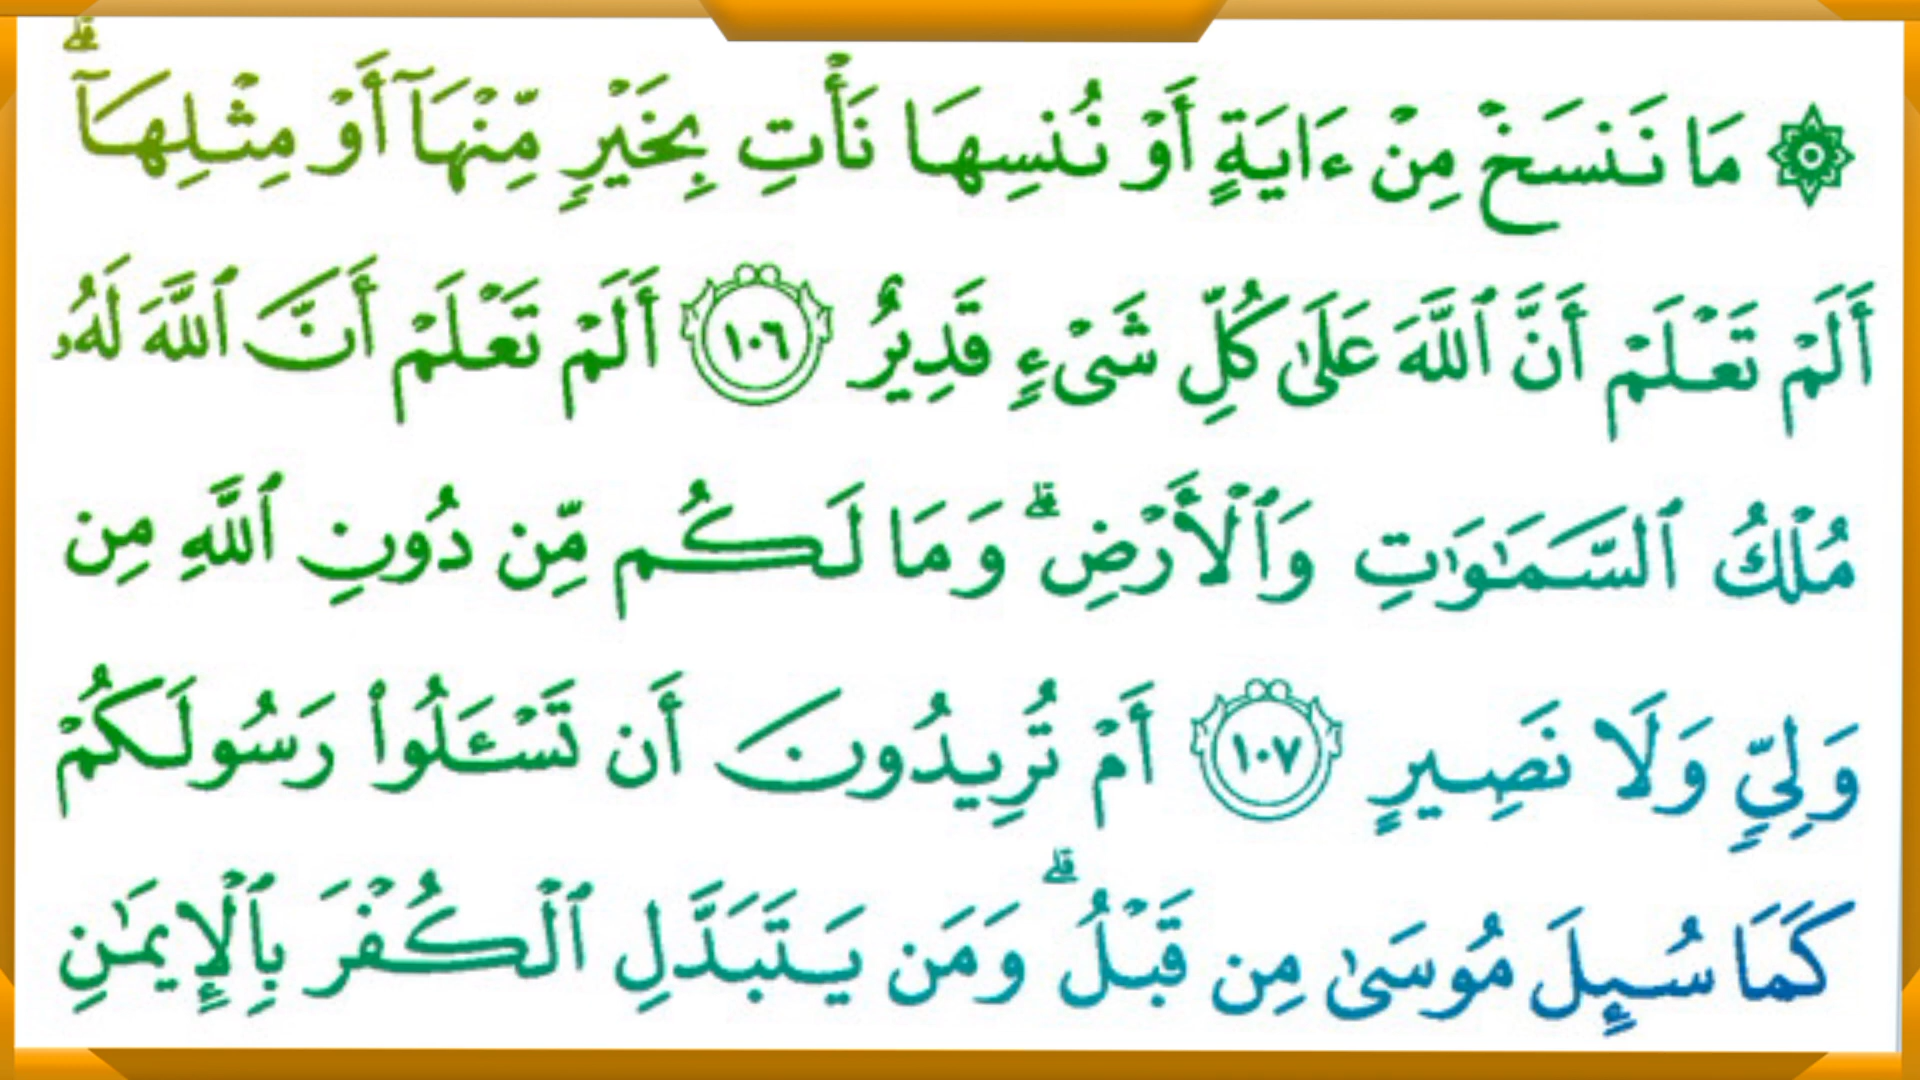 ۞ مَا نَنسَخْ مِنْ ءَايَةٍ أَوْ نُنسِهَا نَأْتِ بِخَيْرٍ مِّنْهَآ أَوْ مِثْلِهَآ ۗ
أَلَمْ تَعْلَمْ أَنَّ ٱللَّهَ عَلَىٰ كُلِّ شَىْءٍ قَدِيرٌ ١٠٦ أَلَمْ تَعْلَمْ أَنَّ ٱللَّهَ لَهُۥ
مُلْكُ ٱلسَّمَـٰوَٰتِ وَٱلْأَرْضِ ۗ وَمَا لَكُم مِّن دُونِ ٱللَّهِ مِن
وَلِىٍّ وَلَا نَصِيرٍ ١٠٧ أَمْ تُرِيدُونَ أَن تَسْـَٔلُوا۟ رَسُولَكُمْ
كَمَا سُئِلَ مُوسَىٰ مِن قَبْلُ ۗ وَمَن يَتَبَدَّلِ ٱلْكُفْرَ بِٱلْإِيمَـٰنِ